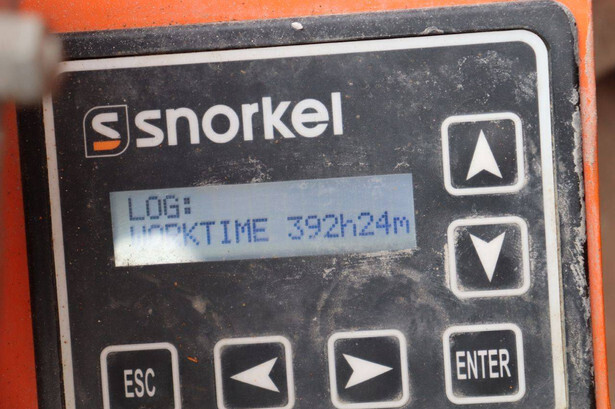 snorkel
LOG:
WORKTIME 392h24m
ESC
ENTER